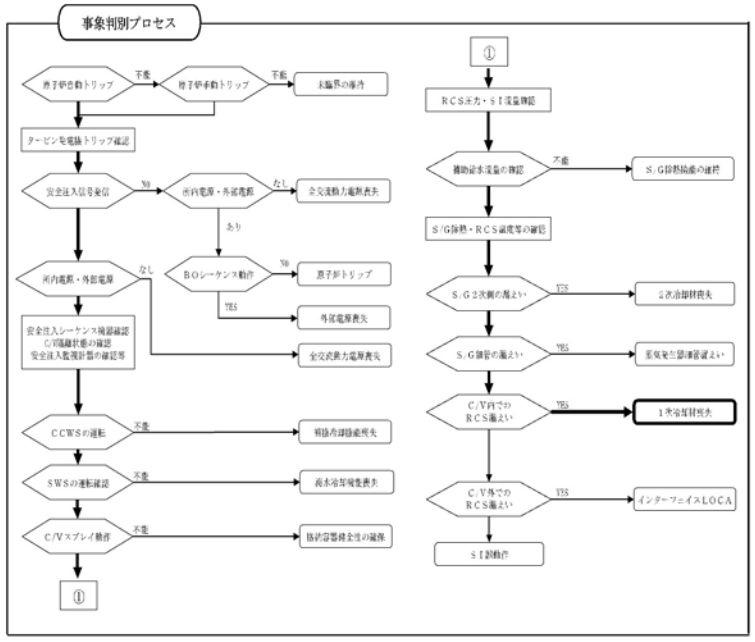 事象判別プロセス
原子炉自動トリップ
不能
原子炉手動トリップ
不能
未臨界の維持
タービン発電機トリップ確認
安全注入信号発信
NO
所内電源・外部電源
なし
全交流動力電源喪失
あり
BOシーケンス動作
NO
原子炉トリップ
YES
外部電源喪失
所内電源・外部電源
なし
全交流動力電源喪失
安全注入シーケンス機器確認
C/V隔離状態の確認
安全注入監視計器の確認等
CCWSの運転
不能
補機冷却機能喪失
SWSの運転確認
不能
海水冷却機能喪失
C/Vスプレイ動作
不能
格納容器健全性の確保
①
①
RCS圧力・SI流量確認
補助給水流量の確認
不能
S/G除熱機能の維持
S/G除熱・RCS温度等の確認
S/G2次側の漏えい
YES
2次冷却材喪失
S/G細管の漏えい
YES
蒸気発生器細管漏えい
C/V内での
RCS漏えい
YES
1次冷却材喪失
C/V外での
RCS漏えい
YES
インターフェイスLOCA
SI誤動作